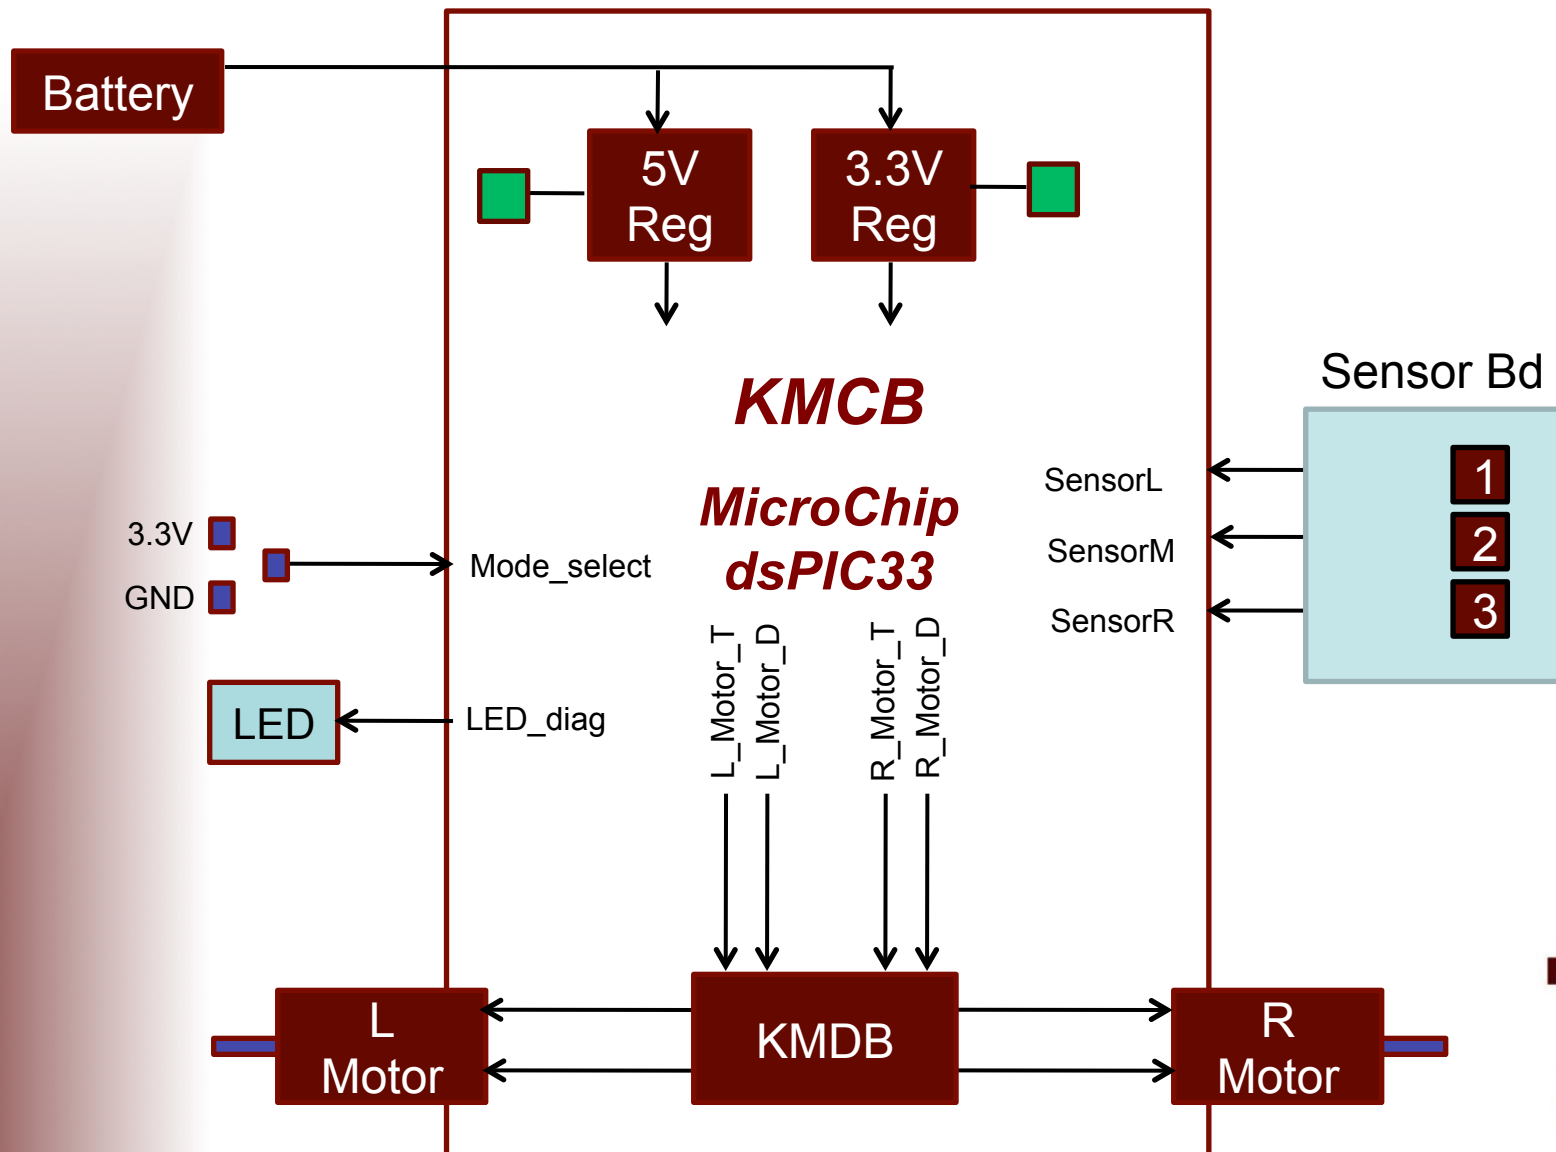 Battery
5V
Reg
3.3V
Reg
KMCB
MicroChip
dsPIC33
Sensor Bd
SensorL
SensorM
SensorR
1
2
3
3.3V
GND
Mode_select
LED
LED_diag
L_Motor_T
L_Motor_D
R_Motor_T
R_Motor_D
L
Motor
KMDB
R
Motor